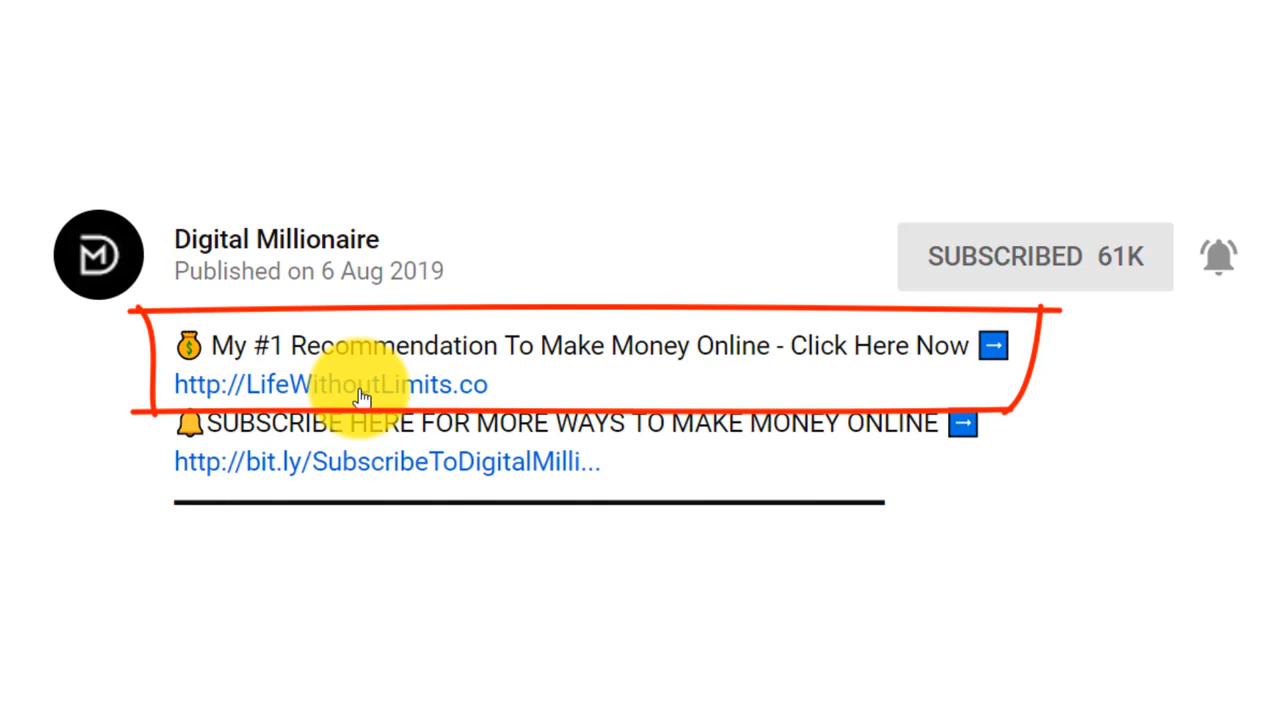 DM
Digital Millionaire
Published on 6 Aug 2019
SUBSCRIBED 61K
💰 My #1 Recommendation To Make Money Online - Click Here Now ➡️
http://LifeWithoutLimits.co
🔔SUBSCRIBE HERE FOR MORE WAYS TO MAKE MONEY ONLINE ➡️
http://bit.ly/SubscribeToDigitalMilli...